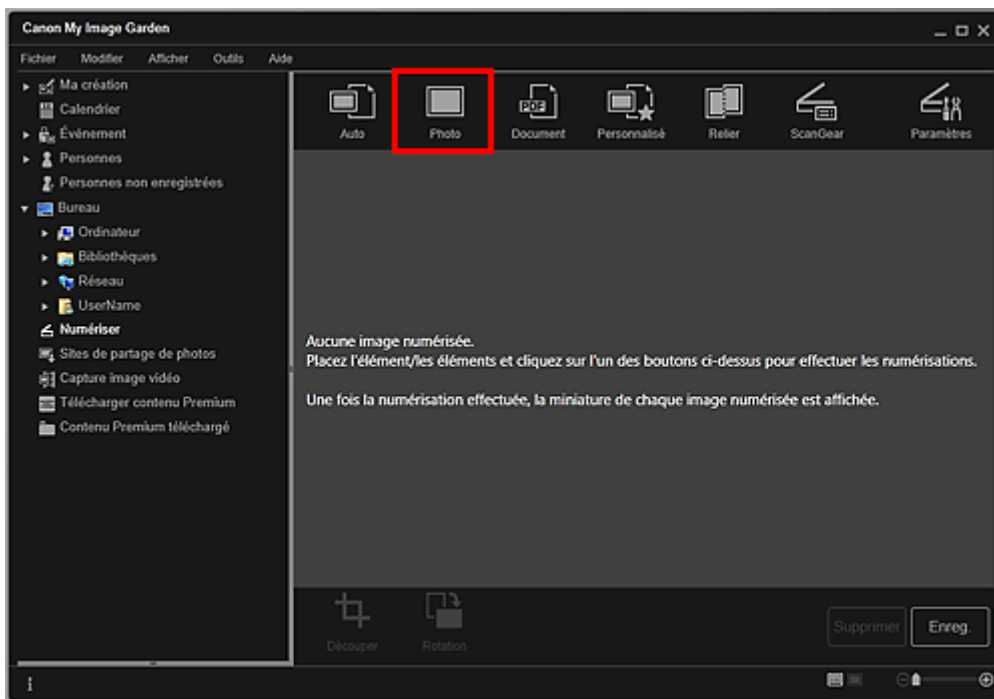 Canon My Image Garden
Fichier Modifier Afficher Outils Aide
Ma création
Calendrier
Événement
Personnes
Personnes non enregistrées
Bureau
Ordinateur
Bibliothèques
Réseau
UserName
Numériser
Sites de partage de photos
Capture image vidéo
Télécharger contenu Premium
Contenu Premium téléchargé
Auto Photo PDF Document Personnalisé Relier ScanGear Paramètres
Aucune image numérisée.
Placez l'élément/les éléments et cliquez sur l'un des boutons ci-dessus pour effectuer les numérisations.
Une fois la numérisation effectuée, la miniature de chaque image numérisée est affichée.
Découper Rotation Supprimer Enreg.